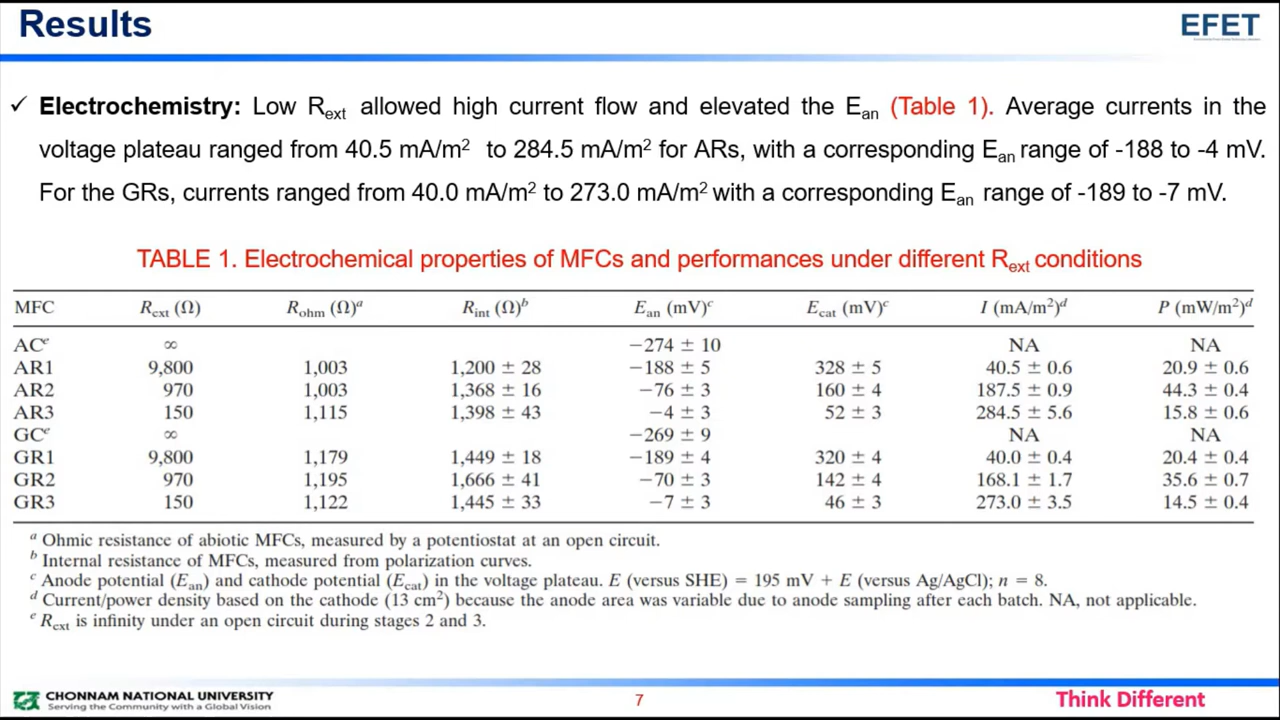 Results
EFET
✓ Electrochemistry: Low Rext allowed high current flow and elevated the Ean (Table 1). Average currents in the
voltage plateau ranged from 40.5 mA/m2 to 284.5 mA/m2 for ARs, with a corresponding Ean range of -188 to -4 mV.
For the GRs, currents ranged from 40.0 mA/m2 to 273.0 mA/m2 with a corresponding Ean range of -189 to -7 mV.
TABLE 1. Electrochemical properties of MFCs and performances under different Rext conditions
MFC Rext (Ω) Rohm (Ω)a Rint (Ω)b Ean (mV)c Ecat (mV)c I (mA/m2)d P (mW/m2)d
ACe ∞ −274 ± 10 NA NA
AR1 9,800 1,003 1,200 ± 28 −188 ± 5 328 ± 5 40.5 ± 0.6 20.9 ± 0.6
AR2 970 1,003 1,368 ± 16 −76 ± 3 160 ± 4 187.5 ± 0.9 44.3 ± 0.4
AR3 150 1,115 1,398 ± 43 −4 ± 3 52 ± 3 284.5 ± 5.6 15.8 ± 0.6
GCe ∞ −269 ± 9 NA NA
GR1 9,800 1,179 1,449 ± 18 −189 ± 4 320 ± 4 40.0 ± 0.4 20.4 ± 0.4
GR2 970 1,195 1,666 ± 41 −70 ± 3 142 ± 4 168.1 ± 1.7 35.6 ± 0.7
GR3 150 1,122 1,445 ± 33 −7 ± 3 46 ± 3 273.0 ± 3.5 14.5 ± 0.4
a Ohmic resistance of abiotic MFCs, measured by a potentiostat at an open circuit.
b Internal resistance of MFCs, measured from polarization curves.
c Anode potential (Ean) and cathode potential (Ecat) in the voltage plateau. E (versus SHE) = 195 mV + E (versus Ag/AgCl); n = 8.
d Current/power density based on the cathode (13 cm2) because the anode area was variable due to anode sampling after each batch. NA, not applicable.
e Rext is infinity under an open circuit during stages 2 and 3.
CHONNAM NATIONAL UNIVERSITY
Serving the Community with a Global Vision
7
Think Different